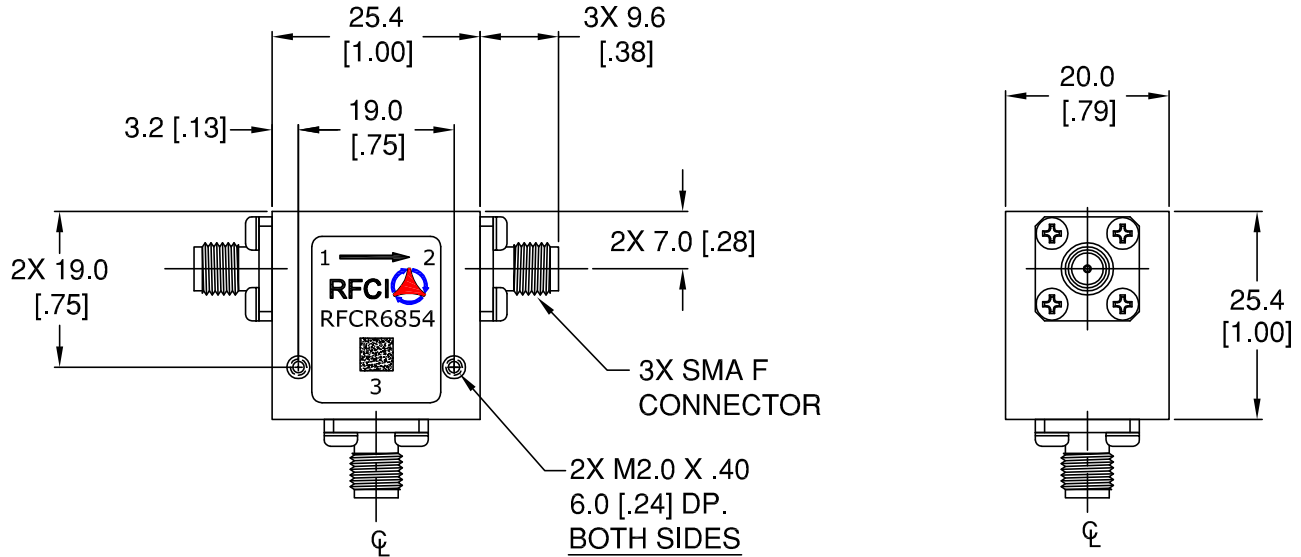 25.4
[1.00]
3X 9.6
[.38]
3.2 [.13]
19.0
[.75]
2X 19.0
[.75]
2X 7.0 [.28]
1 2
RFCI
RFCR6854
3
3X SMA F
CONNECTOR
2X M2.0 X .40
6.0 [.24] DP.
BOTH SIDES
℄
20.0
[.79]
25.4
[1.00]
℄